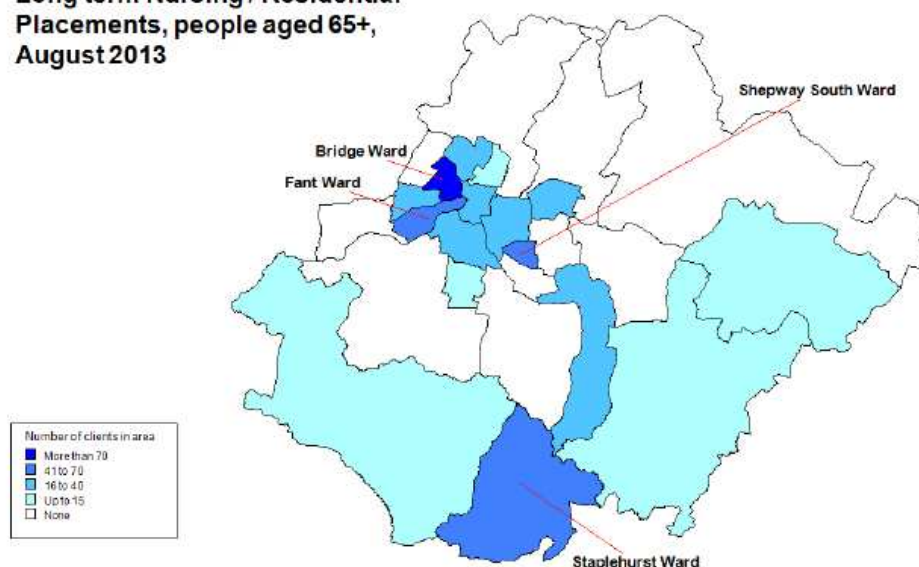 Long term Nursing / Residential
Placements, people aged 65+,
August 2013
Shepway South Ward
Bridge Ward
Fant Ward
Number of clients in area
More than 70
41 to 70
16 to 40
Up to 15
None
Staplehurst Ward